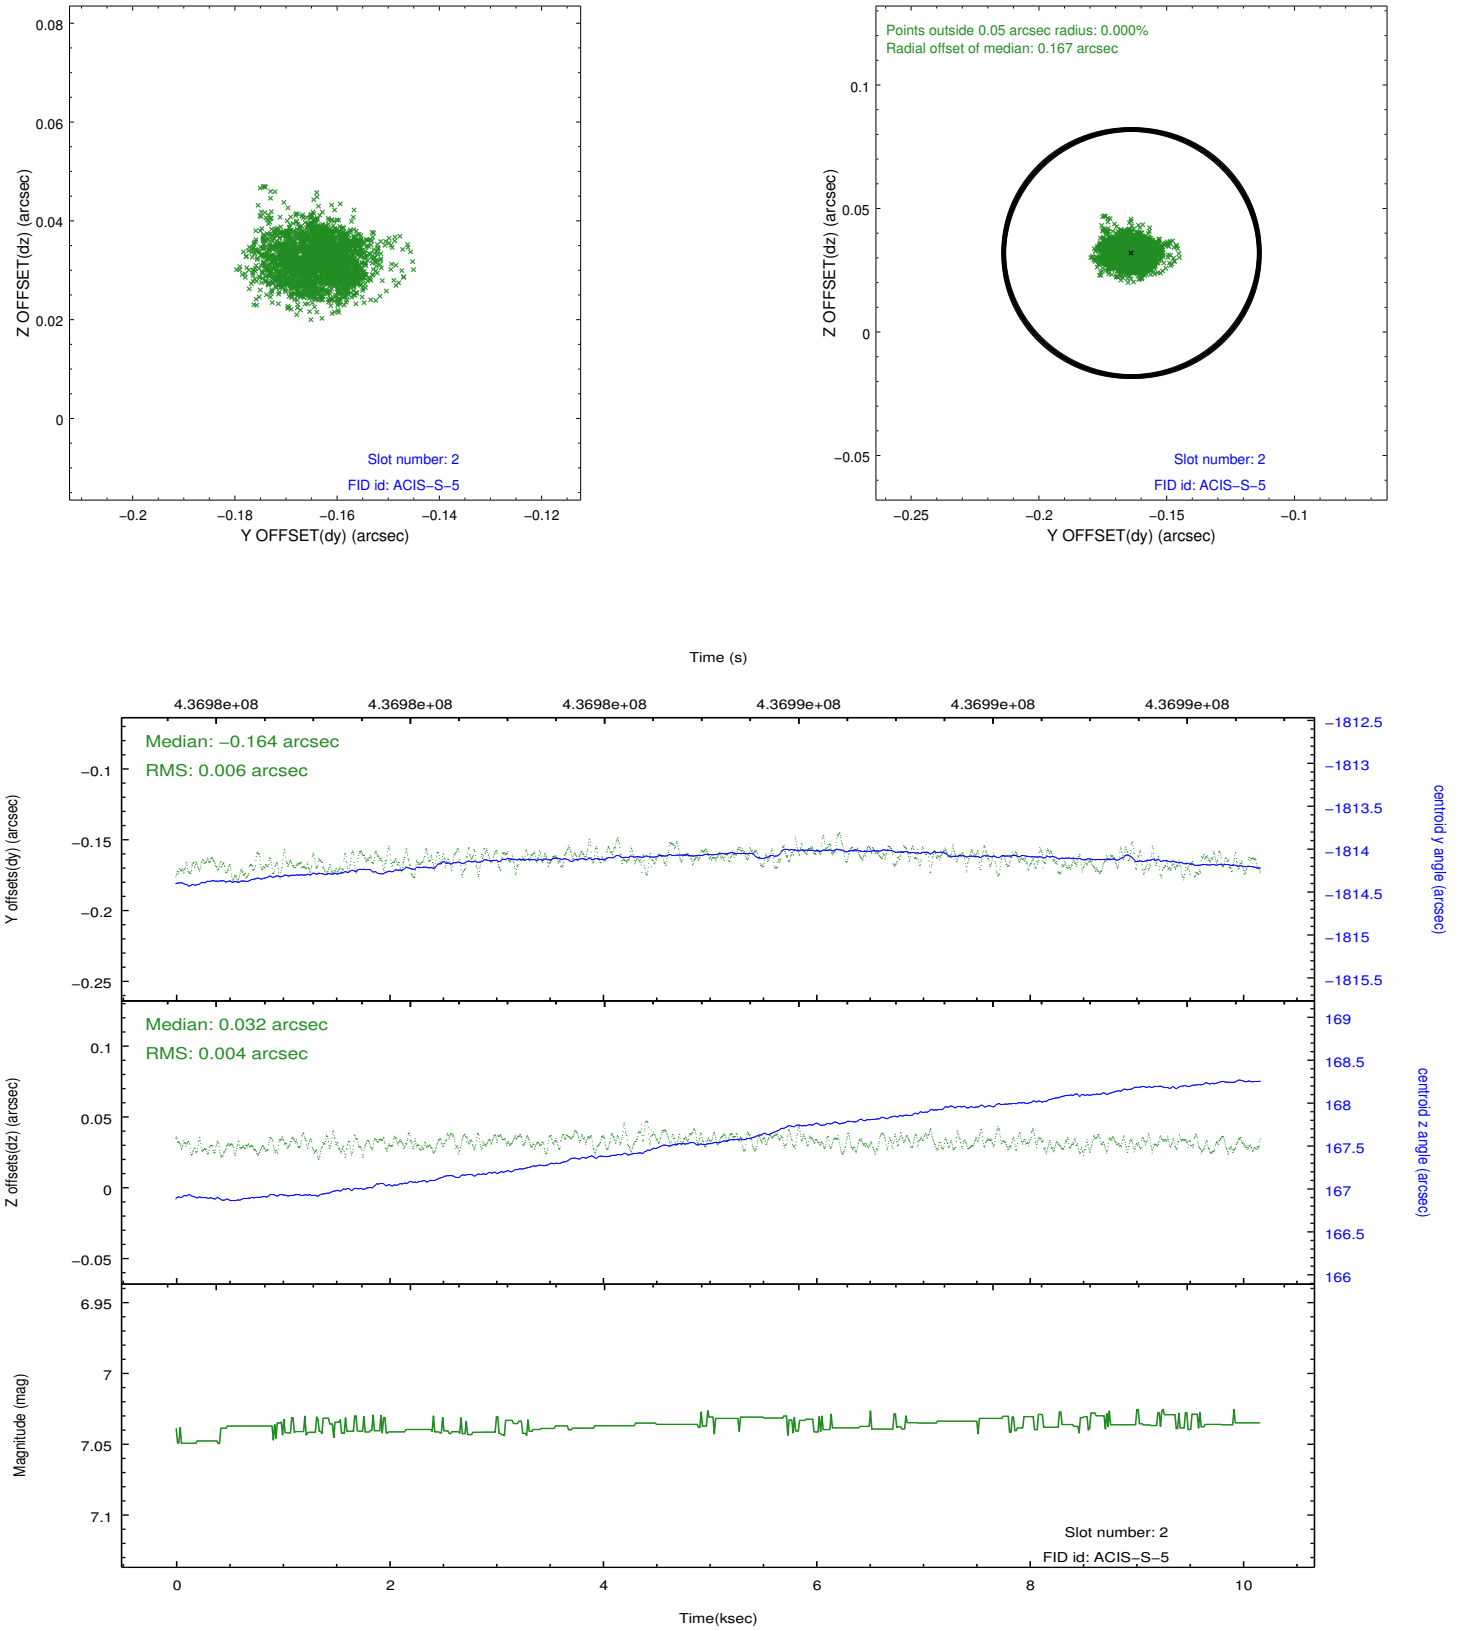 0.08
0.06
0.04
0.02
0
Z OFFSET(dz) (arcsec)
Slot number: 2
FID id: ACIS−S−5
−0.2
−0.18
−0.16
−0.14
−0.12
Y OFFSET(dy) (arcsec)
Points outside 0.05 arcsec radius: 0.000%
Radial offset of median: 0.167 arcsec
0.1
0.05
0
−0.05
Z OFFSET(dz) (arcsec)
Slot number: 2
FID id: ACIS−S−5
−0.25
−0.2
−0.15
−0.1
Y OFFSET(dy) (arcsec)
Time (s)
4.3698e+08
4.3698e+08
4.3698e+08
4.3699e+08
4.3699e+08
4.3699e+08
Median: −0.164 arcsec
RMS: 0.006 arcsec
−0.1
−0.15
−0.2
−0.25
Y offsets(dy) (arcsec)
−1812.5
−1813
−1813.5
−1814
−1814.5
−1815
−1815.5
centroid y angle (arcsec)
Median: 0.032 arcsec
RMS: 0.004 arcsec
0.1
0.05
0
−0.05
Z offsets(dz) (arcsec)
169
168.5
168
167.5
167
166.5
166
centroid z angle (arcsec)
6.95
7
7.05
7.1
Magnitude (mag)
Slot number: 2
FID id: ACIS−S−5
0
2
4
6
8
10
Time(ksec)